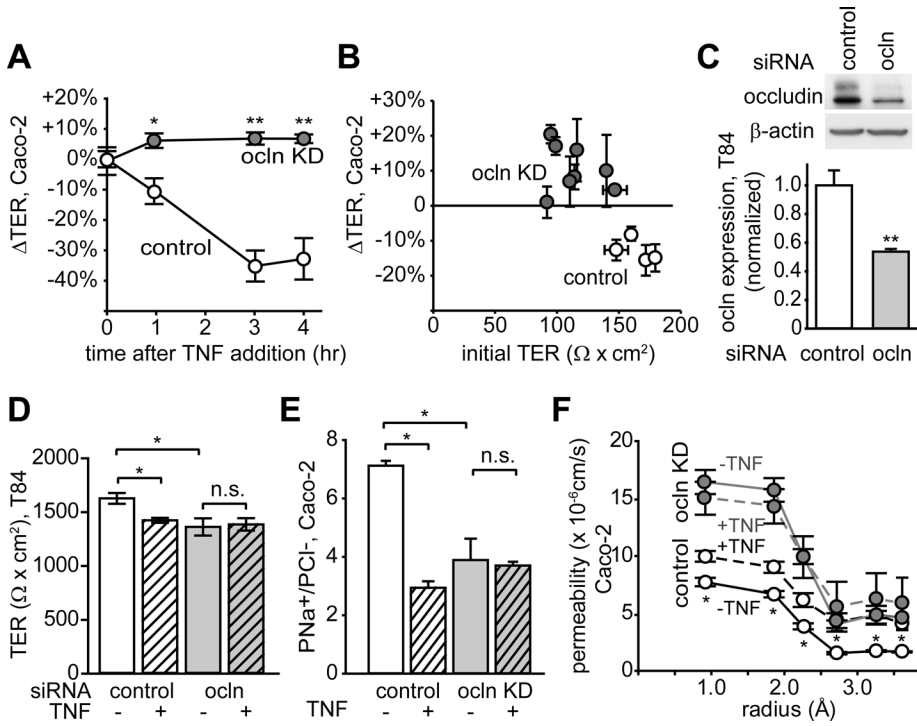 A
ΔTER, Caco-2
+20%
+10%
0%
-10%
-20%
-30%
-40%
*
**
**
ocln KD
control
0
1
2
3
4
time after TNF addition (hr)
B
ΔTER, Caco-2
+30%
+20%
+10%
0
-10%
-20%
ocln KD
control
0
50
100
150
200
initial TER (Ω x cm²)
C
siRNA
control
ocln
occludin
β-actin
ocln expression, T84
(normalized)
1.0
0.8
0.6
0.4
0.2
0
**
siRNA control ocln
D
TER (Ω x cm²), T84
2000
1500
1000
500
0
*
*
n.s.
siRNA control ocln
TNF - + - +
E
PNa+/PCl-, Caco-2
8
6
4
2
0
*
*
n.s.
control ocln KD
TNF - + - +
F
permeability (x 10⁻⁶cm/s)
Caco-2
20
15
10
5
0
ocln KD
control
-TNF
+TNF
+TNF
-TNF
* * * * * *
1.0
2.0
3.0
radius (Å)